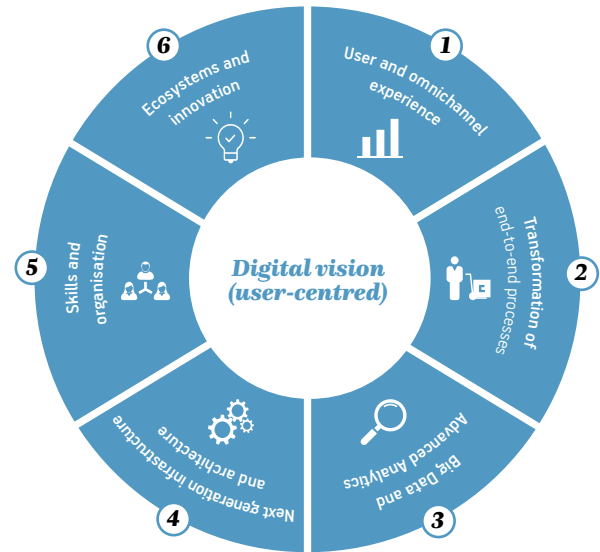 1
User and omnichannel
experience
2
Transformation of
end-to-end processes
3
Big Data and
Advanced Analytics
4
Next generation infrastructure
and architecture
5
Skills and
organisation
6
Ecosystems and
innovation
Digital vision
(user-centred)